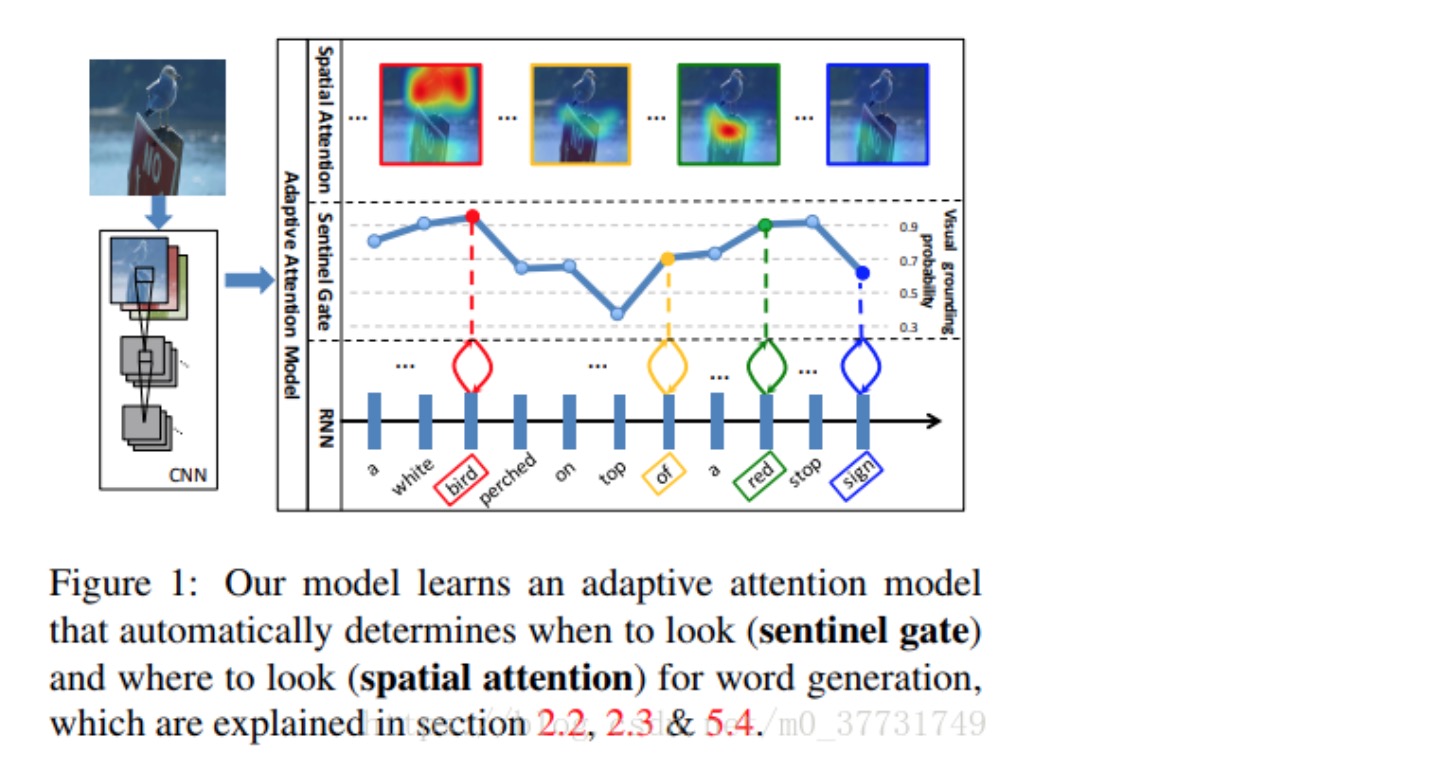 Spatial Attention
Sentinel Gate
RNN
Adaptive Attention Model
NO
CNN
... ... ... ...
0.9
0.7
0.5
0.3
Visual grounding
probability
... ... ... ...
a white bird perched on top of a red stop sign
Figure 1: Our model learns an adaptive attention model
that automatically determines when to look (sentinel gate)
and where to look (spatial attention) for word generation,
which are explained in section 2.2, 2.3 & 5.4.
https://blog.csdn.net/m0_37731749